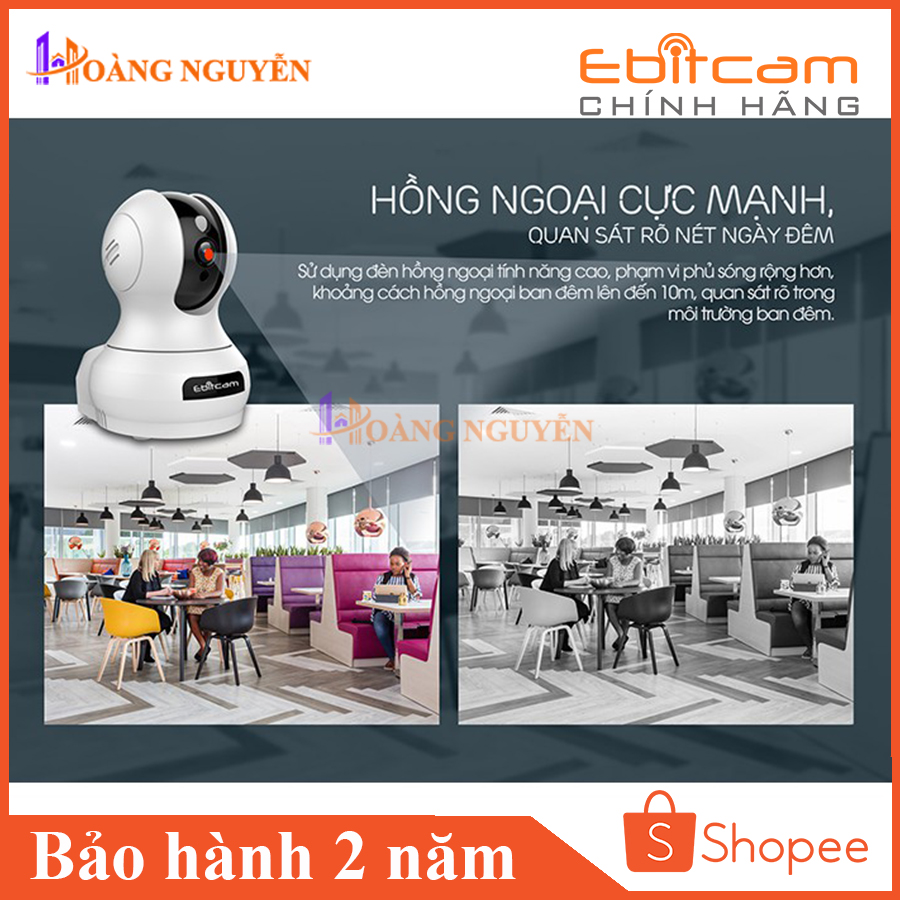 HOÀNG NGUYỄN
Ebitcam
CHÍNH HÃNG
HỒNG NGOẠI CỰC MẠNH,
QUAN SÁT RÕ NÉT NGÀY ĐÊM
Sử dụng đèn hồng ngoại tính năng cao, phạm vi phủ sóng rộng hơn,
khoảng cách hồng ngoại ban đêm lên đến 10m, quan sát rõ trong
môi trường ban đêm.
Ebitcam
HOÀNG NGUYỄN
Bảo hành 2 năm
S Shopee